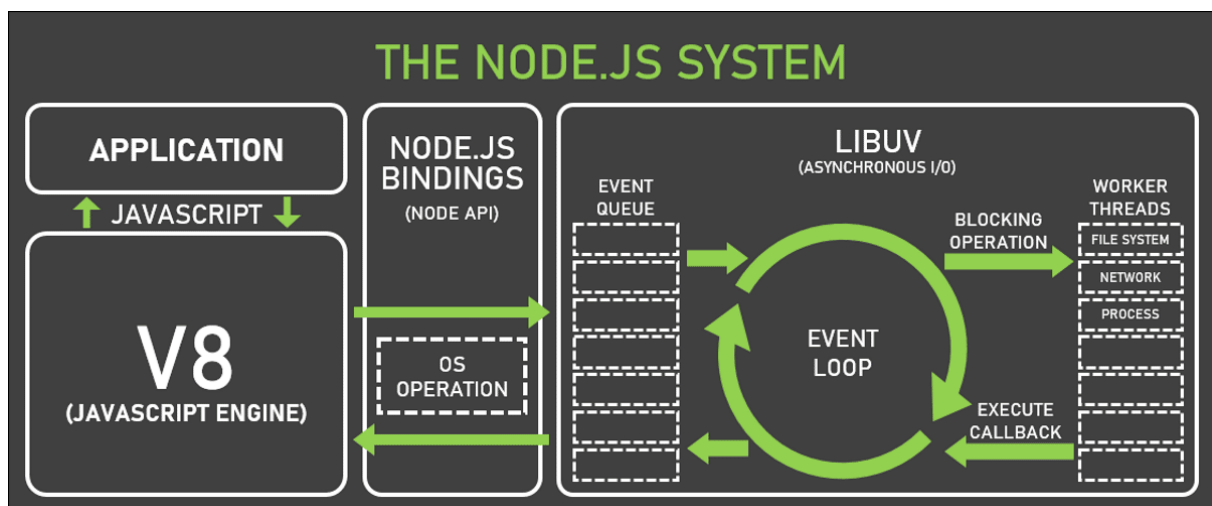 THE NODE.JS SYSTEM
APPLICATION
JAVASCRIPT
V8
(JAVASCRIPT ENGINE)
NODE.JS
BINDINGS
(NODE API)
OS
OPERATION
LIBUV
(ASYNCHRONOUS I/O)
EVENT
QUEUE
EVENT
LOOP
BLOCKING
OPERATION
EXECUTE
CALLBACK
WORKER
THREADS
FILE SYSTEM
NETWORK
PROCESS